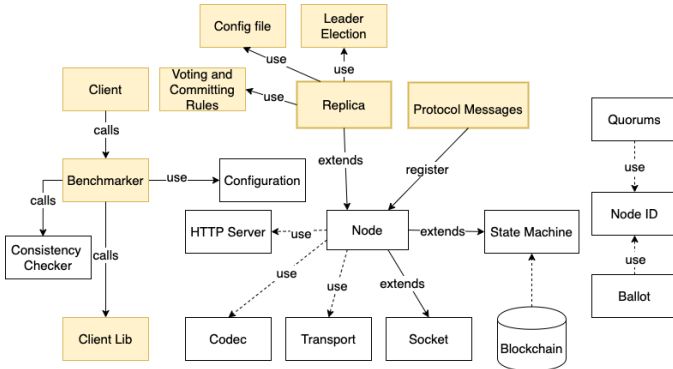 Config file
Leader
Election
use
use
Client
Voting and
Committing
Rules
use
Replica
Protocol Messages
Quorums
calls
extends
register
use
Benchmarker
use
Configuration
calls
Node ID
HTTP Server
use
Node
extends
State Machine
Consistency
Checker
calls
use
use
use
extends
Ballot
Client Lib
Codec
Transport
Socket
Blockchain